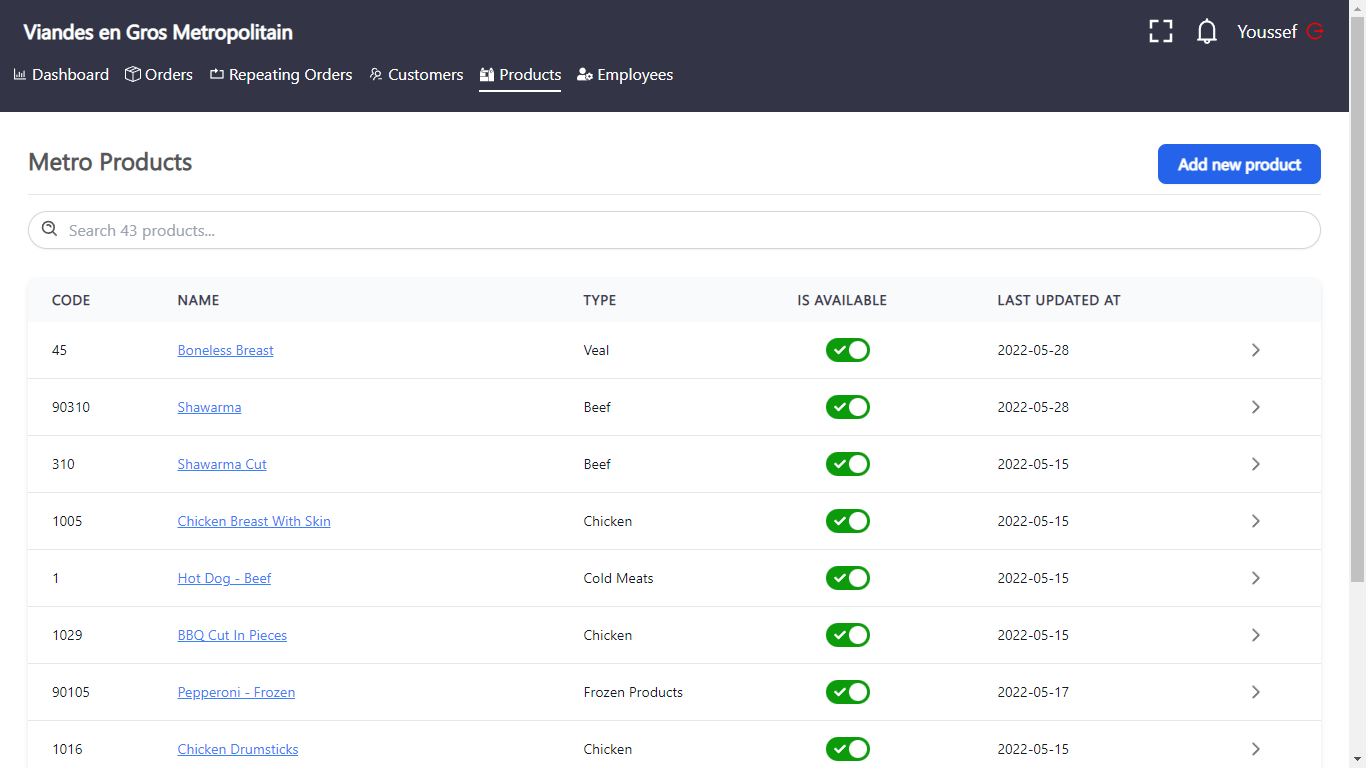 Viandes en Gros Metropolitain
Youssef
Dashboard Orders Repeating Orders Customers Products Employees
Metro Products
Add new product
Search 43 products...
CODE NAME TYPE IS AVAILABLE LAST UPDATED AT
45 Boneless Breast Veal 2022-05-28
90310 Shawarma Beef 2022-05-28
310 Shawarma Cut Beef 2022-05-15
1005 Chicken Breast With Skin Chicken 2022-05-15
1 Hot Dog - Beef Cold Meats 2022-05-15
1029 BBQ Cut In Pieces Chicken 2022-05-15
90105 Pepperoni - Frozen Frozen Products 2022-05-17
1016 Chicken Drumsticks Chicken 2022-05-15